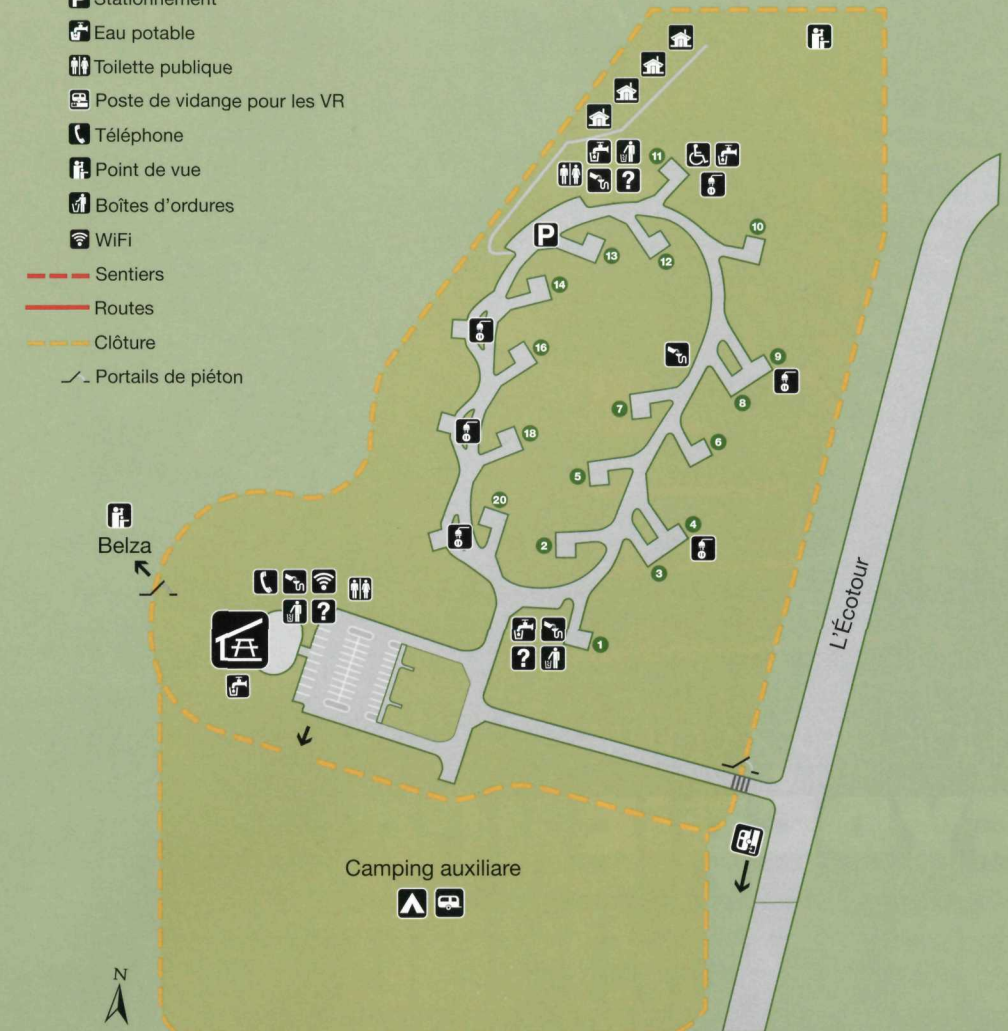 Stationnement
Eau potable
Toilette publique
Poste de vidange pour les VR
Téléphone
Point de vue
Boîtes d'ordures
WiFi
Sentiers
Routes
Clôture
Portails de piéton
11
?
10
P
13
12
14
16
9
8
7
18
6
5
20
4
2
3
Belza
?
1
?
L'Écotour
Camping auxiliare
N